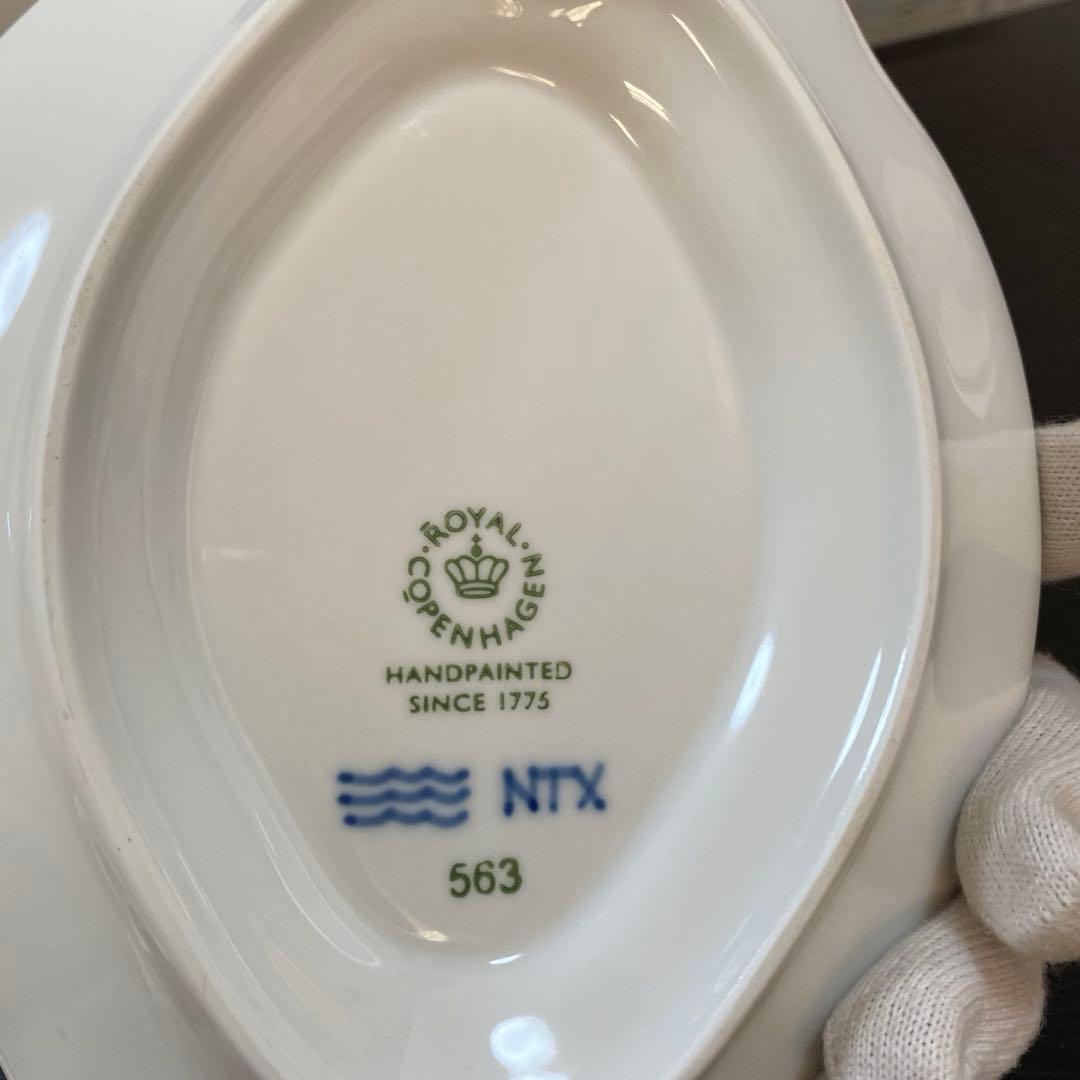 ROYAL · COPENHAGEN ·
HANDPAINTED
SINCE 1775
NTX
563